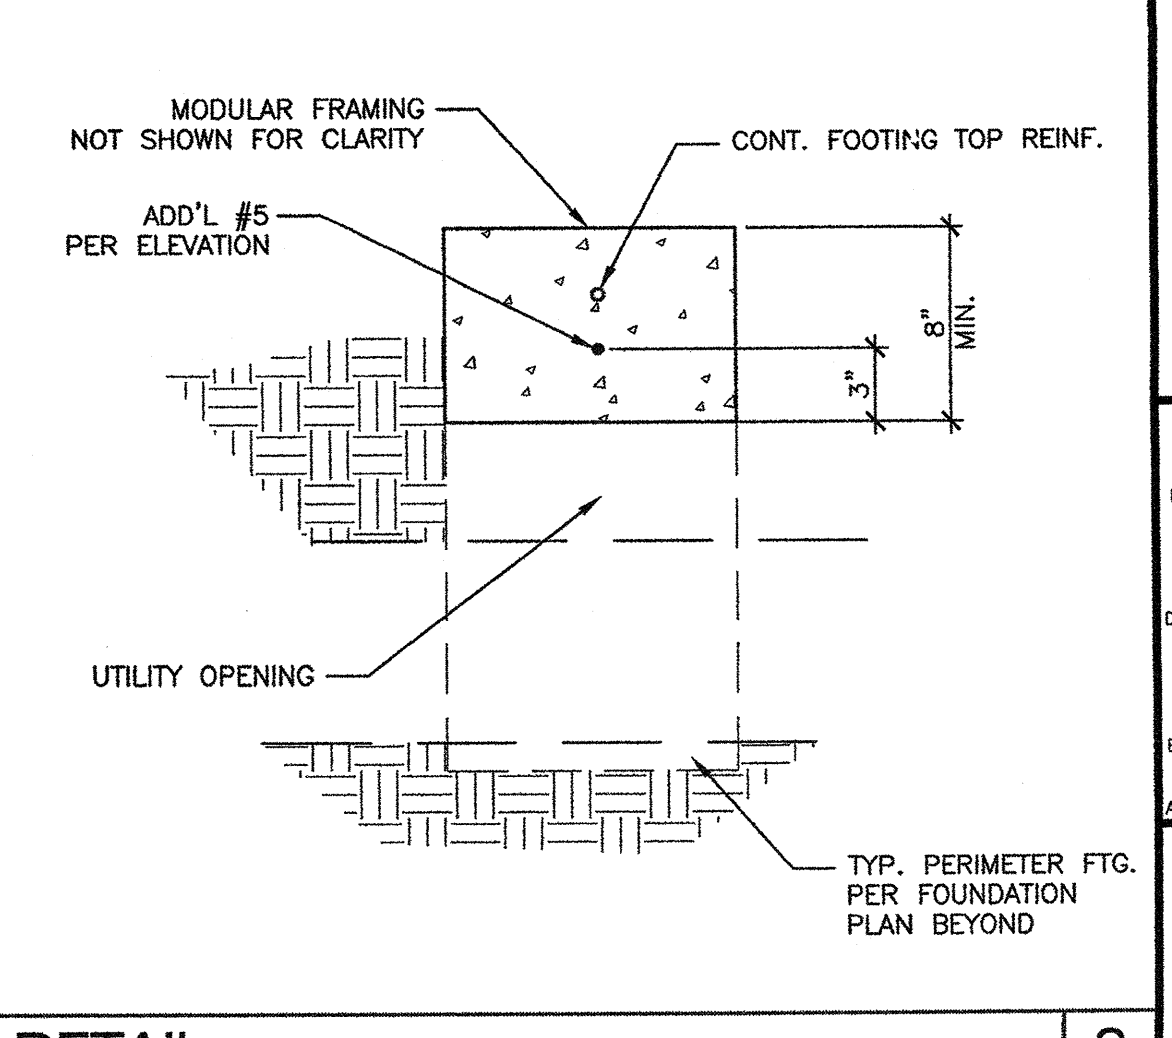 MODULAR FRAMING
NOT SHOWN FOR CLARITY
CONT. FOOTING TOP REINF.
ADD'L #5
PER ELEVATION
8"
MIN.
3"
UTILITY OPENING
TYP. PERIMETER FTG.
PER FOUNDATION
PLAN BEYOND
DETAIL